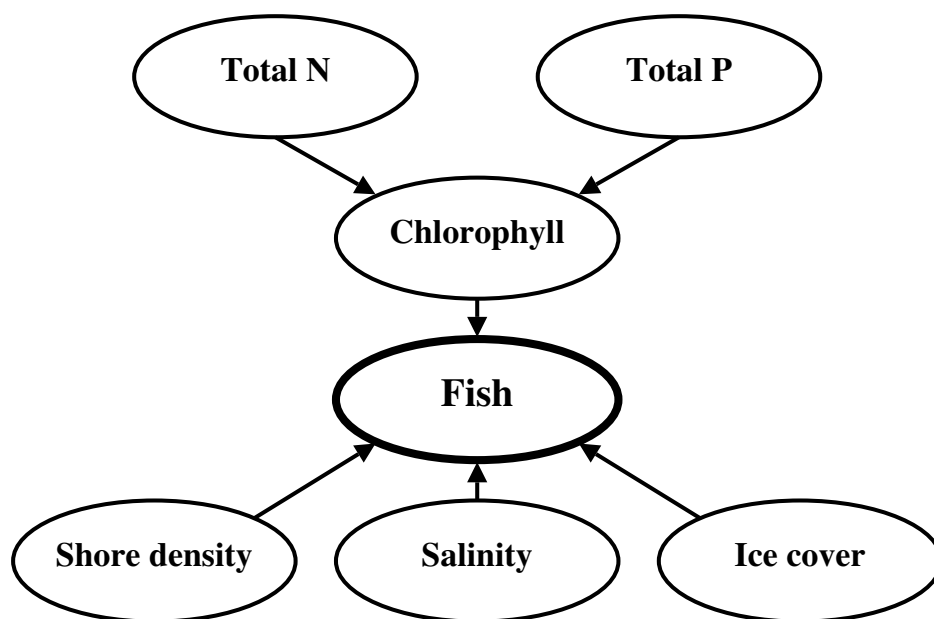 Total N
Total P
Chlorophyll
Fish
Shore density
Salinity
Ice cover